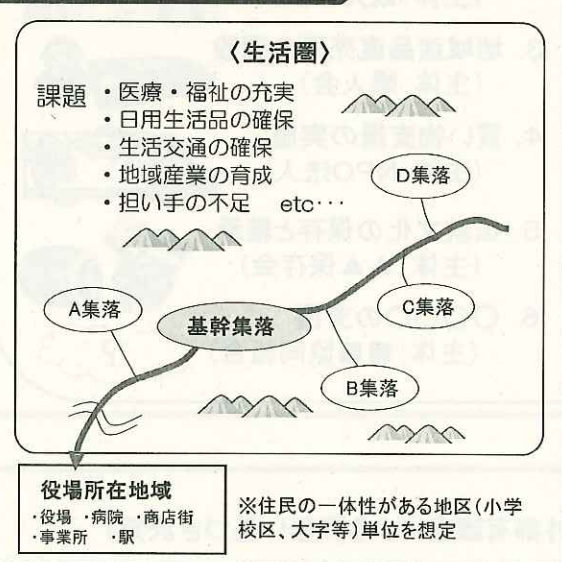 〈生活圏〉
課題 ・医療・福祉の充実
・日用生活品の確保
・生活交通の確保
・地域産業の育成
・担い手の不足 etc…
D集落
A集落
基幹集落
C集落
B集落
役場所在地域
・役場 ・病院 ・商店街
・事業所 ・駅
※住民の一体性がある地区(小学
校区、大字等)単位を想定